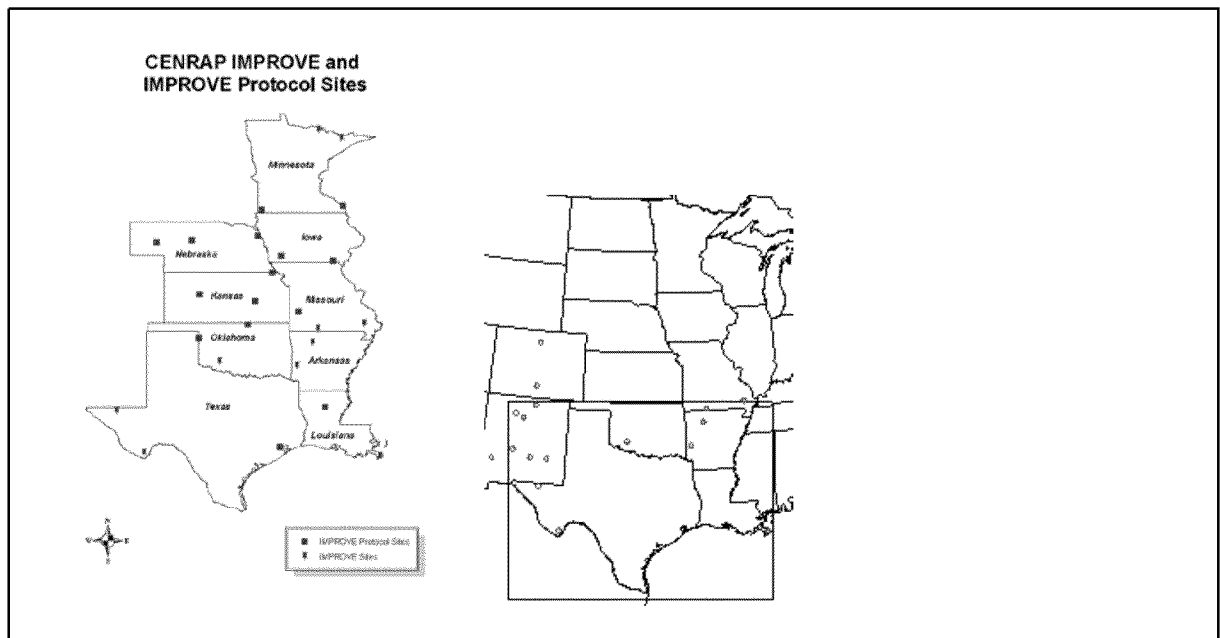 CENRAP IMPROVE and
IMPROVE Protocol Sites
Minnesota
Iowa
Nebraska
Kansas
Missouri
Oklahoma
Arkansas
Texas
Louisiana
N
W E
S
IMPROVE Protocol Sites
IMPROVE Sites